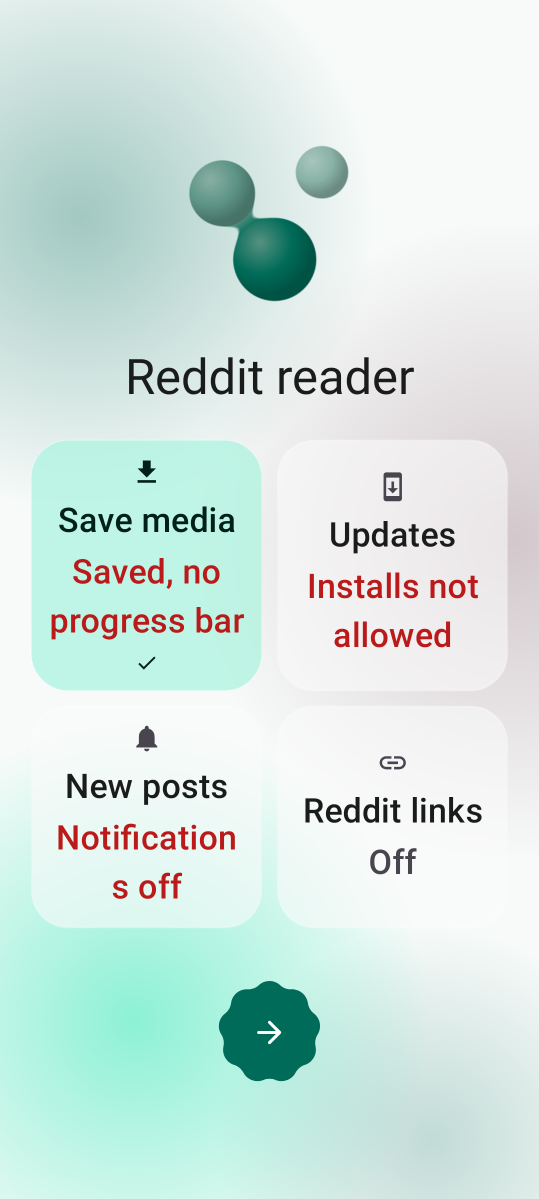 Reddit reader
Save media
Saved, no
progress bar
Updates
Installs not
allowed
New posts
Notification
s off
Reddit links
Off